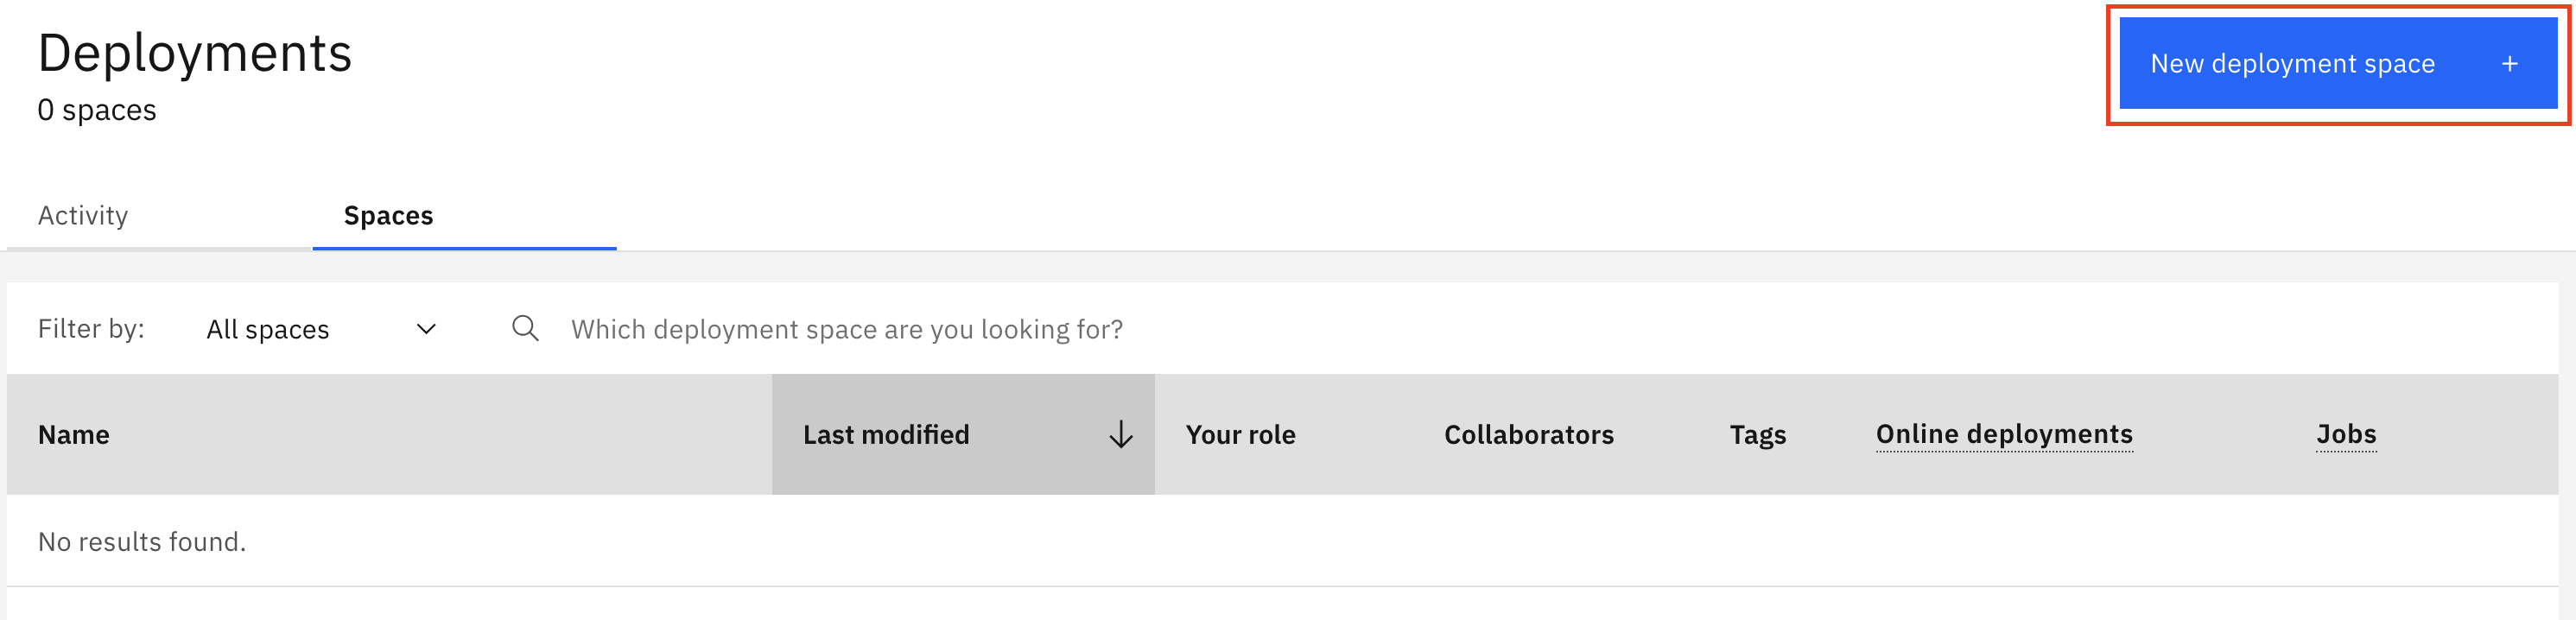 Deployments
New deployment space +
0 spaces
Activity Spaces
Filter by: All spaces Which deployment space are you looking for?
Name Last modified Your role Collaborators Tags Online deployments Jobs
No results found.